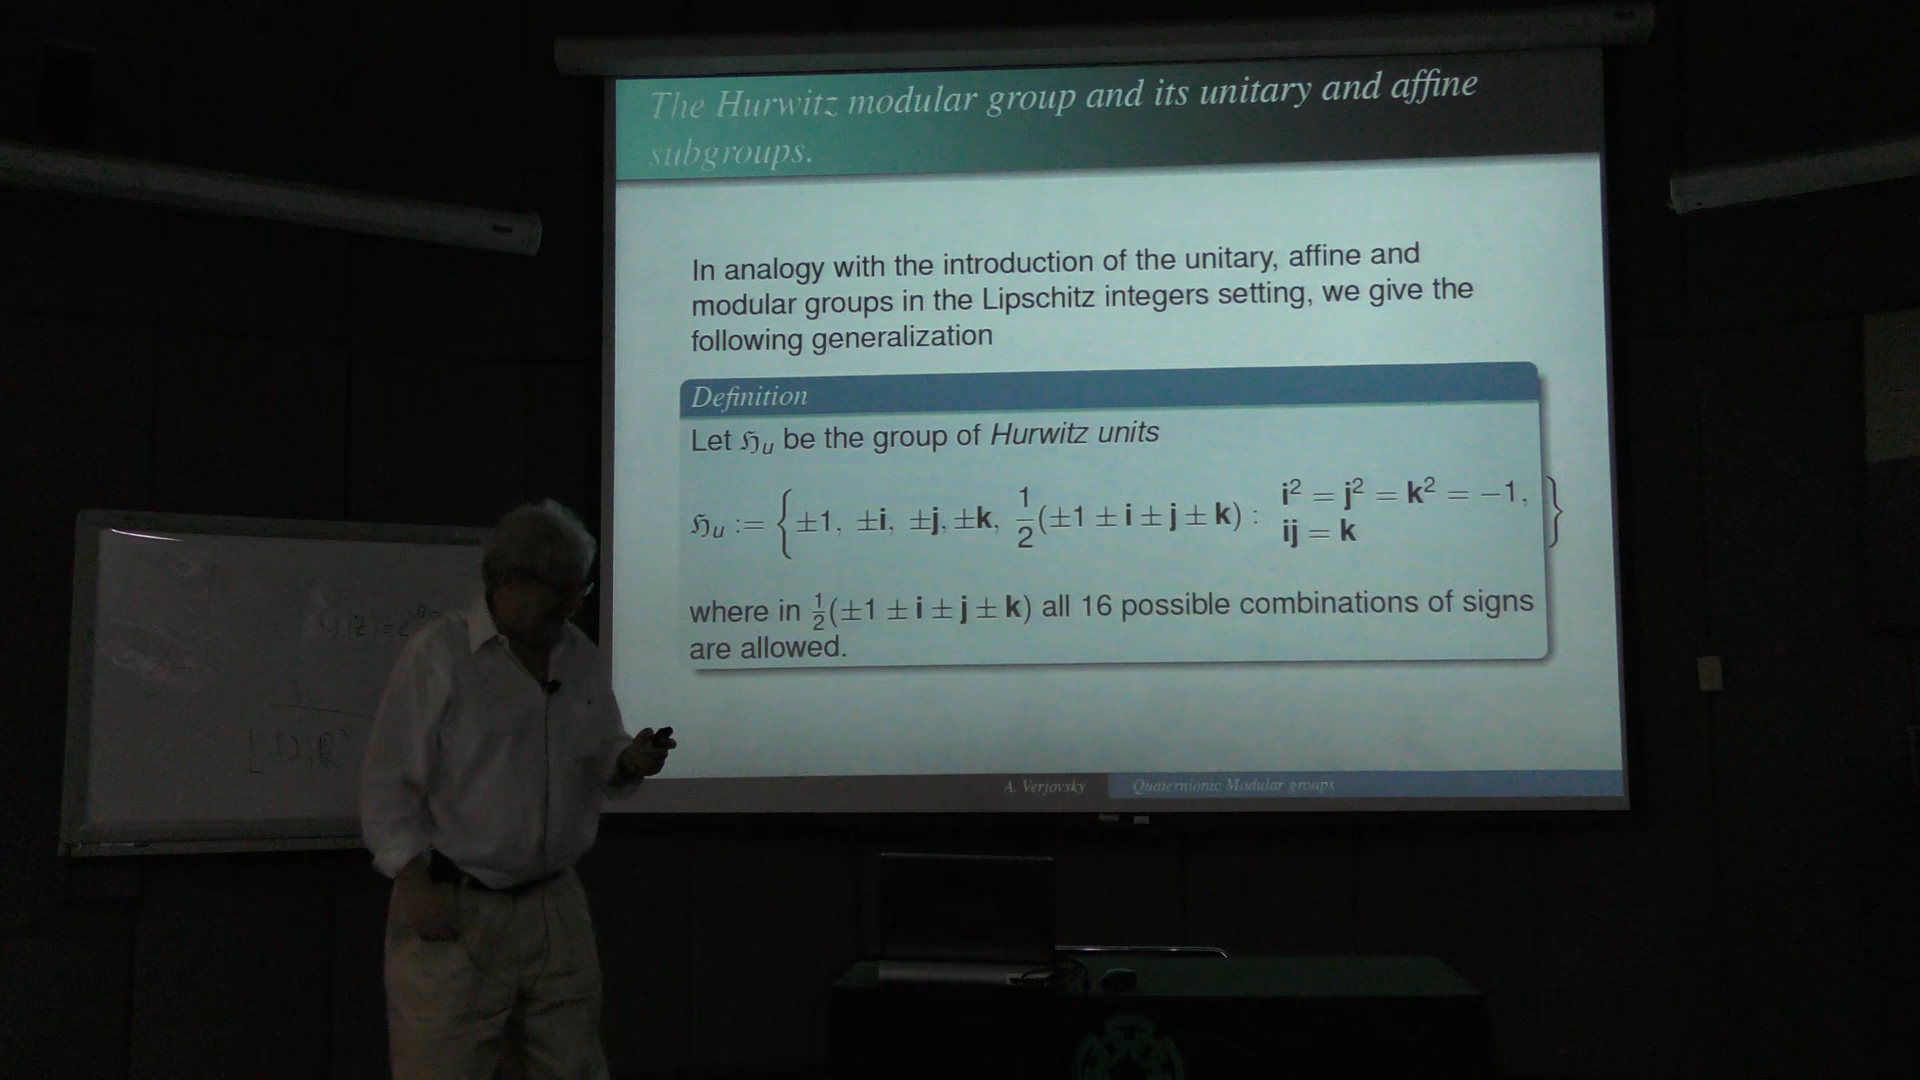 The Hurwitz modular group and its unitary and affine
subgroups.
In analogy with the introduction of the unitary, affine and
modular groups in the Lipschitz integers setting, we give the
following generalization
Definition
Let ℌ_u be the group of Hurwitz units
ℌ_u := { ±1, ±i, ±j, ±k, 1/2(±1 ± i ± j ± k) : i² = j² = k² = −1, ij = k }
where in 1/2(±1 ± i ± j ± k) all 16 possible combinations of signs
are allowed.
A. Verjovsky Quaternionic Modular groups